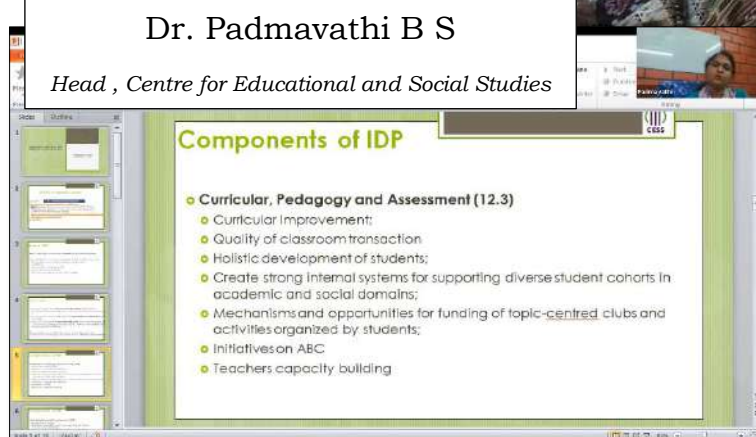 Dr. Padmavathi B S
Head , Centre for Educational and Social Studies
Padmavathi
Slides Outline
CESS
Components of IDP
Curricular, Pedagogy and Assessment (12.3)
Curricular Improvement;
Quality of classroom transaction
Holistic development of students;
Create strong internal systems for supporting diverse student cohorts in
academic and social domains;
Mechanisms and opportunities for funding of topic-centred clubs and
activities organized by students;
Initiatives on ABC
Teachers capacity building